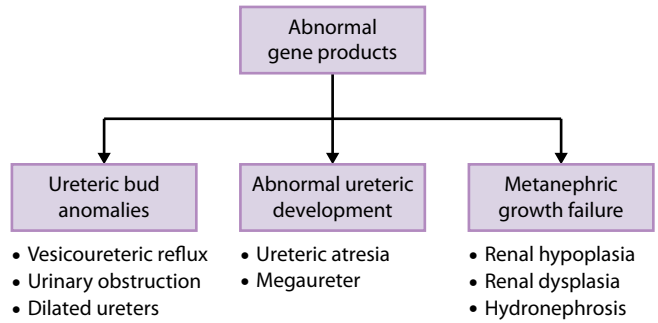 Abnormal
gene products
Ureteric bud
anomalies
• Vesicoureteric reflux
• Urinary obstruction
• Dilated ureters
Abnormal ureteric
development
• Ureteric atresia
• Megaureter
Metanephric
growth failure
• Renal hypoplasia
• Renal dysplasia
• Hydronephrosis